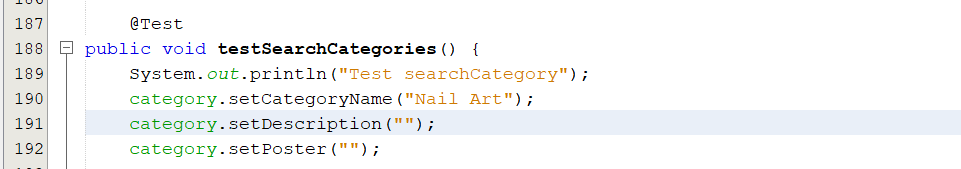 187 @Test
188 public void testSearchCategories() {
189 System.out.println("Test searchCategory");
190 category.setCategoryName("Nail Art");
191 category.setDescription("");
192 category.setPoster("");